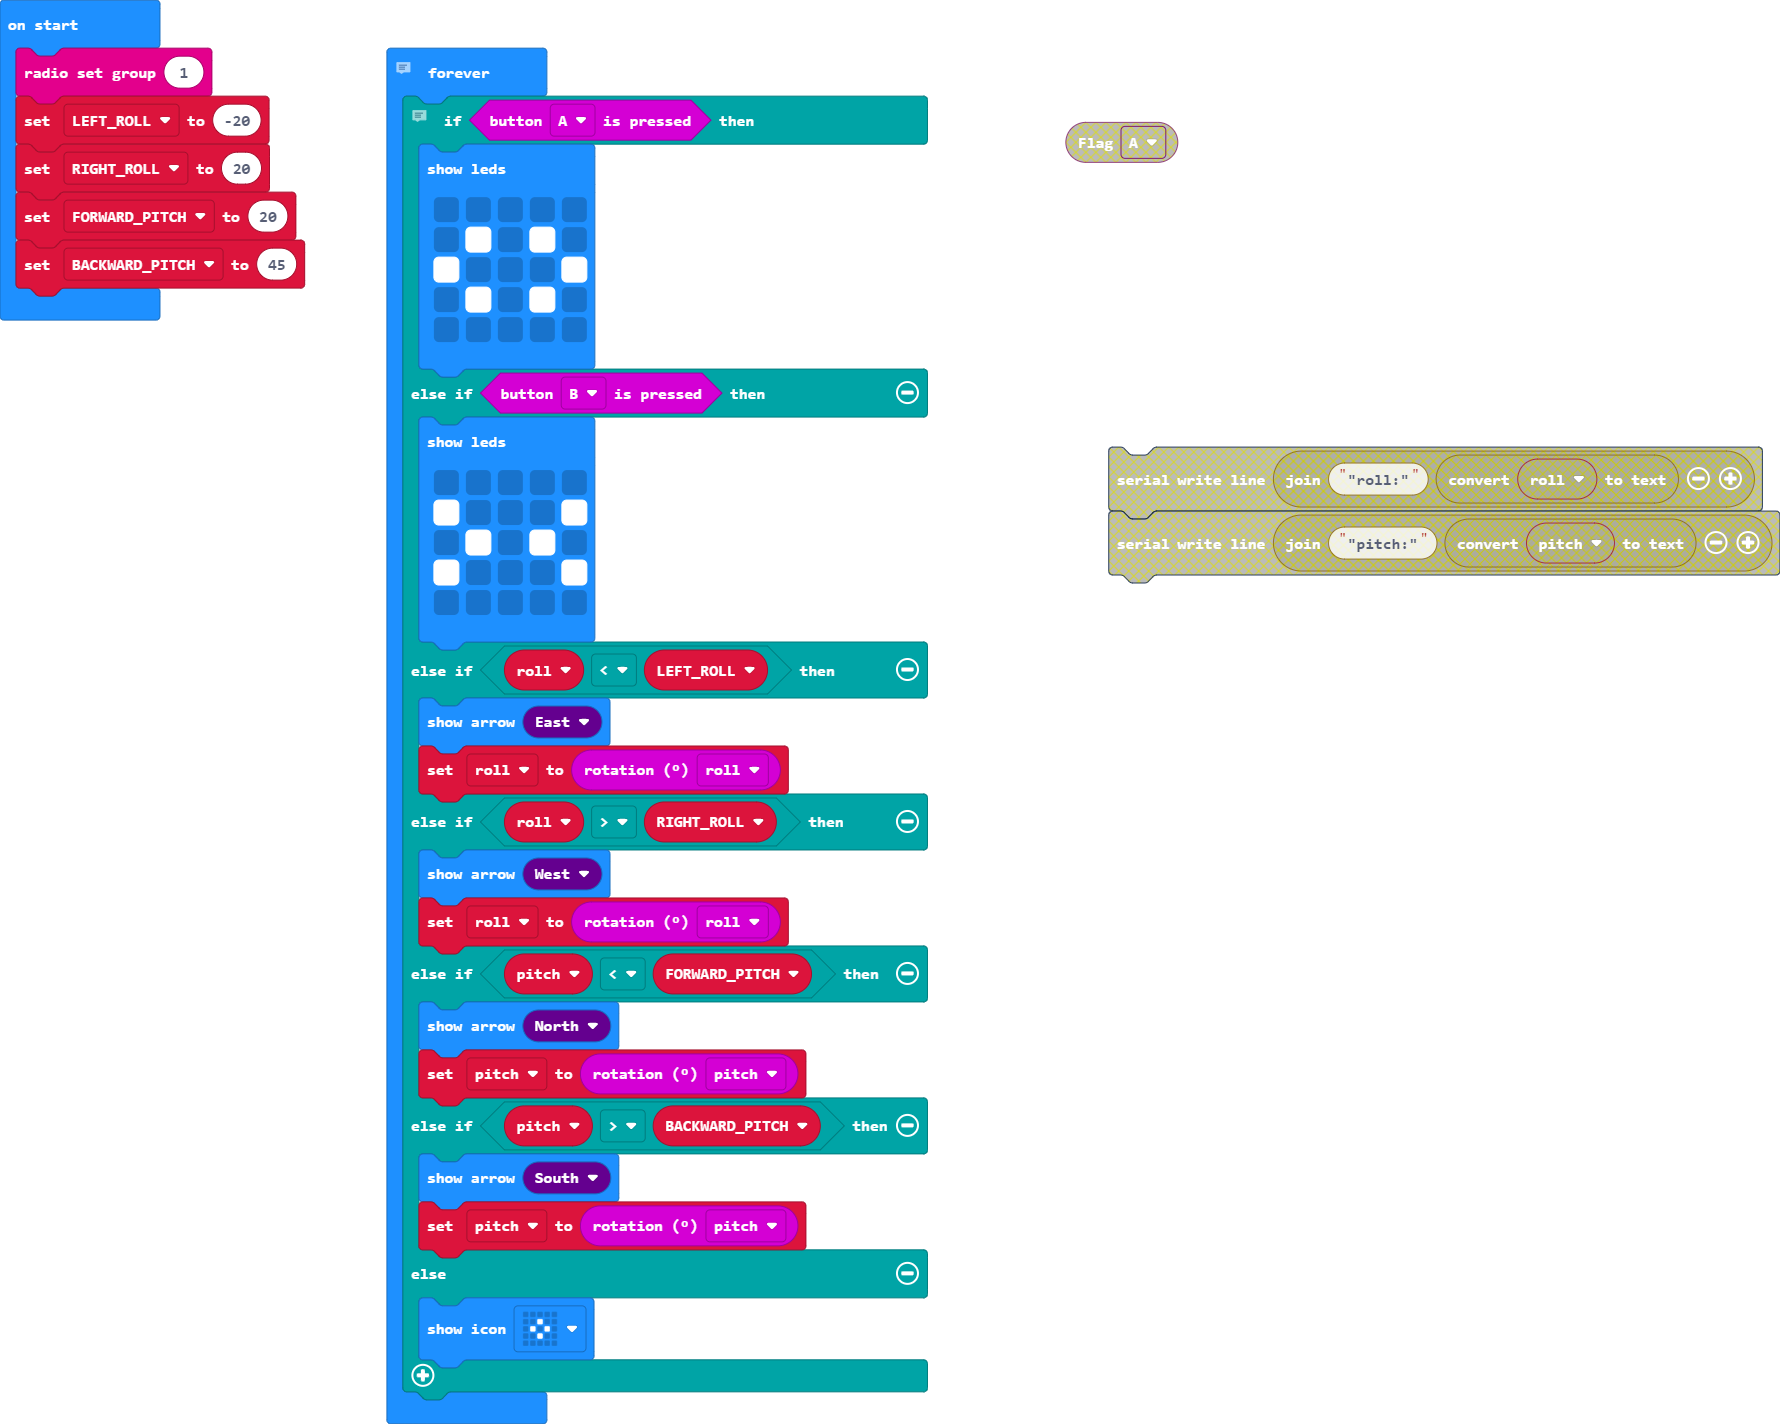 on start
radio set group 1
set LEFT_ROLL to -20
set RIGHT_ROLL to 20
set FORWARD_PITCH to 20
set BACKWARD_PITCH to 45
forever
if button A is pressed then
show leds
else if button B is pressed then
show leds
else if roll < LEFT_ROLL then
show arrow East
set roll to rotation (º) roll
else if roll > RIGHT_ROLL then
show arrow West
set roll to rotation (º) roll
else if pitch < FORWARD_PITCH then
show arrow North
set pitch to rotation (º) pitch
else if pitch > BACKWARD_PITCH then
show arrow South
set pitch to rotation (º) pitch
else
show icon
Flag A
serial write line join ""roll:"" convert roll to text
serial write line join ""pitch:"" convert pitch to text